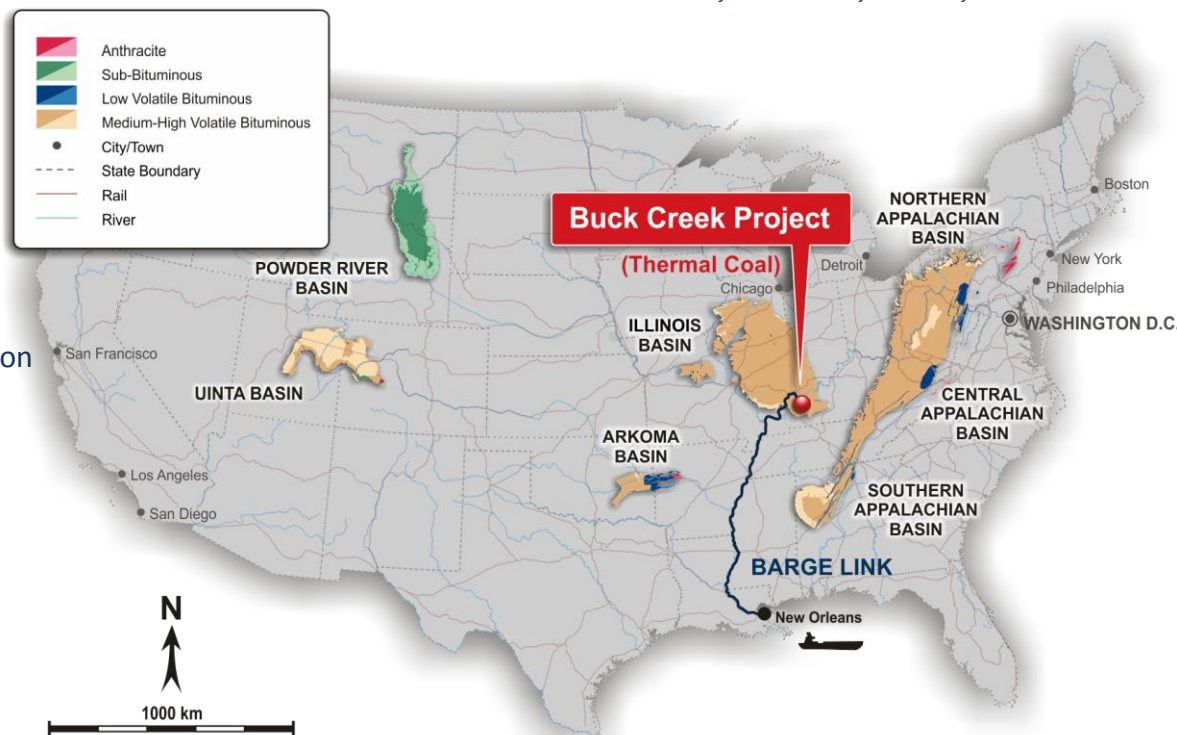 Anthracite
Sub-Bituminous
Low Volatile Bituminous
Medium-High Volatile Bituminous
City/Town
State Boundary
Rail
River
on
POWDER RIVER
BASIN
UINTA BASIN
San Francisco
Los Angeles
San Diego
Buck Creek Project
(Thermal Coal)
Chicago
Detroit
ILLINOIS
BASIN
ARKOMA
BASIN
NORTHERN
APPALACHIAN
BASIN
Boston
New York
Philadelphia
WASHINGTON D.C.
CENTRAL
APPALACHIAN
BASIN
SOUTHERN
APPALACHIAN
BASIN
BARGE LINK
New Orleans
N
1000 km